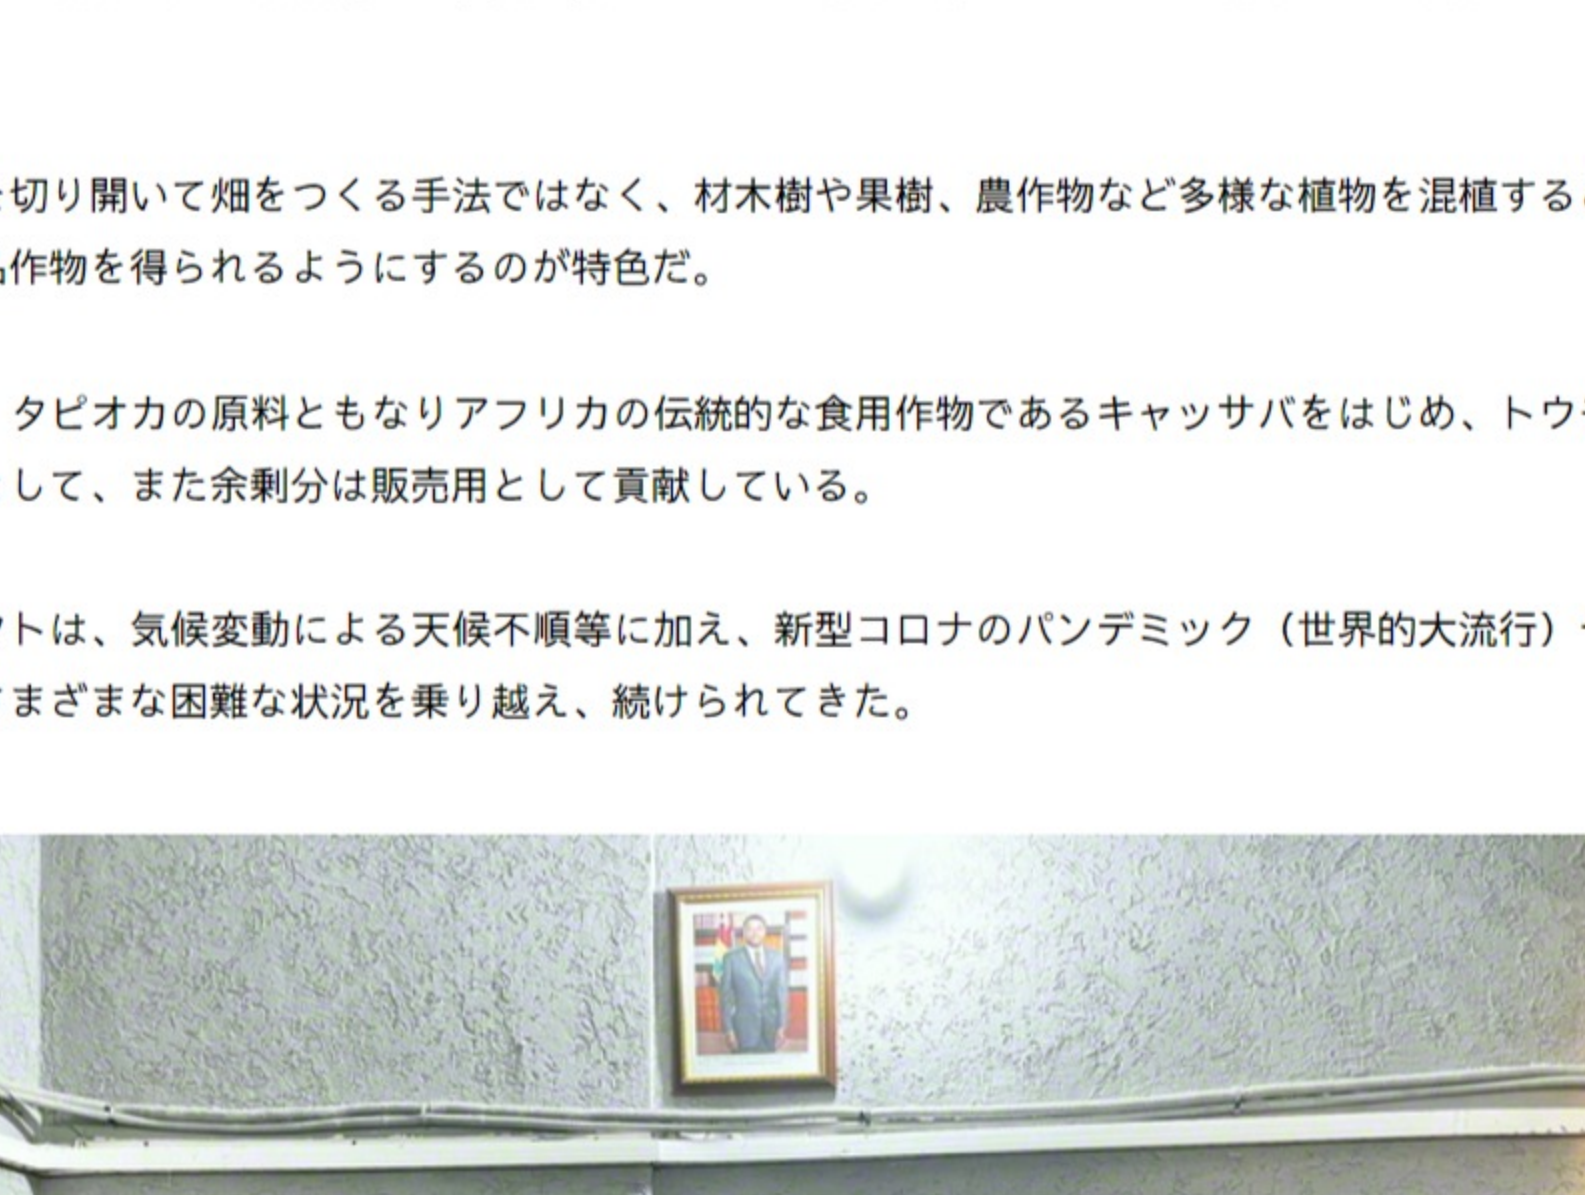 切り開いて畑をつくる手法ではなく、材木樹や果樹、農作物など多様な植物を混植する
作物を得られるようにするのが特色だ。
タピオカの原料ともなりアフリカの伝統的な食用作物であるキャッサバをはじめ、トウ
して、また余剰分は販売用として貢献している。
トは、気候変動による天候不順等に加え、新型コロナのパンデミック（世界的大流行）
まざまな困難な状況を乗り越え、続けられてきた。